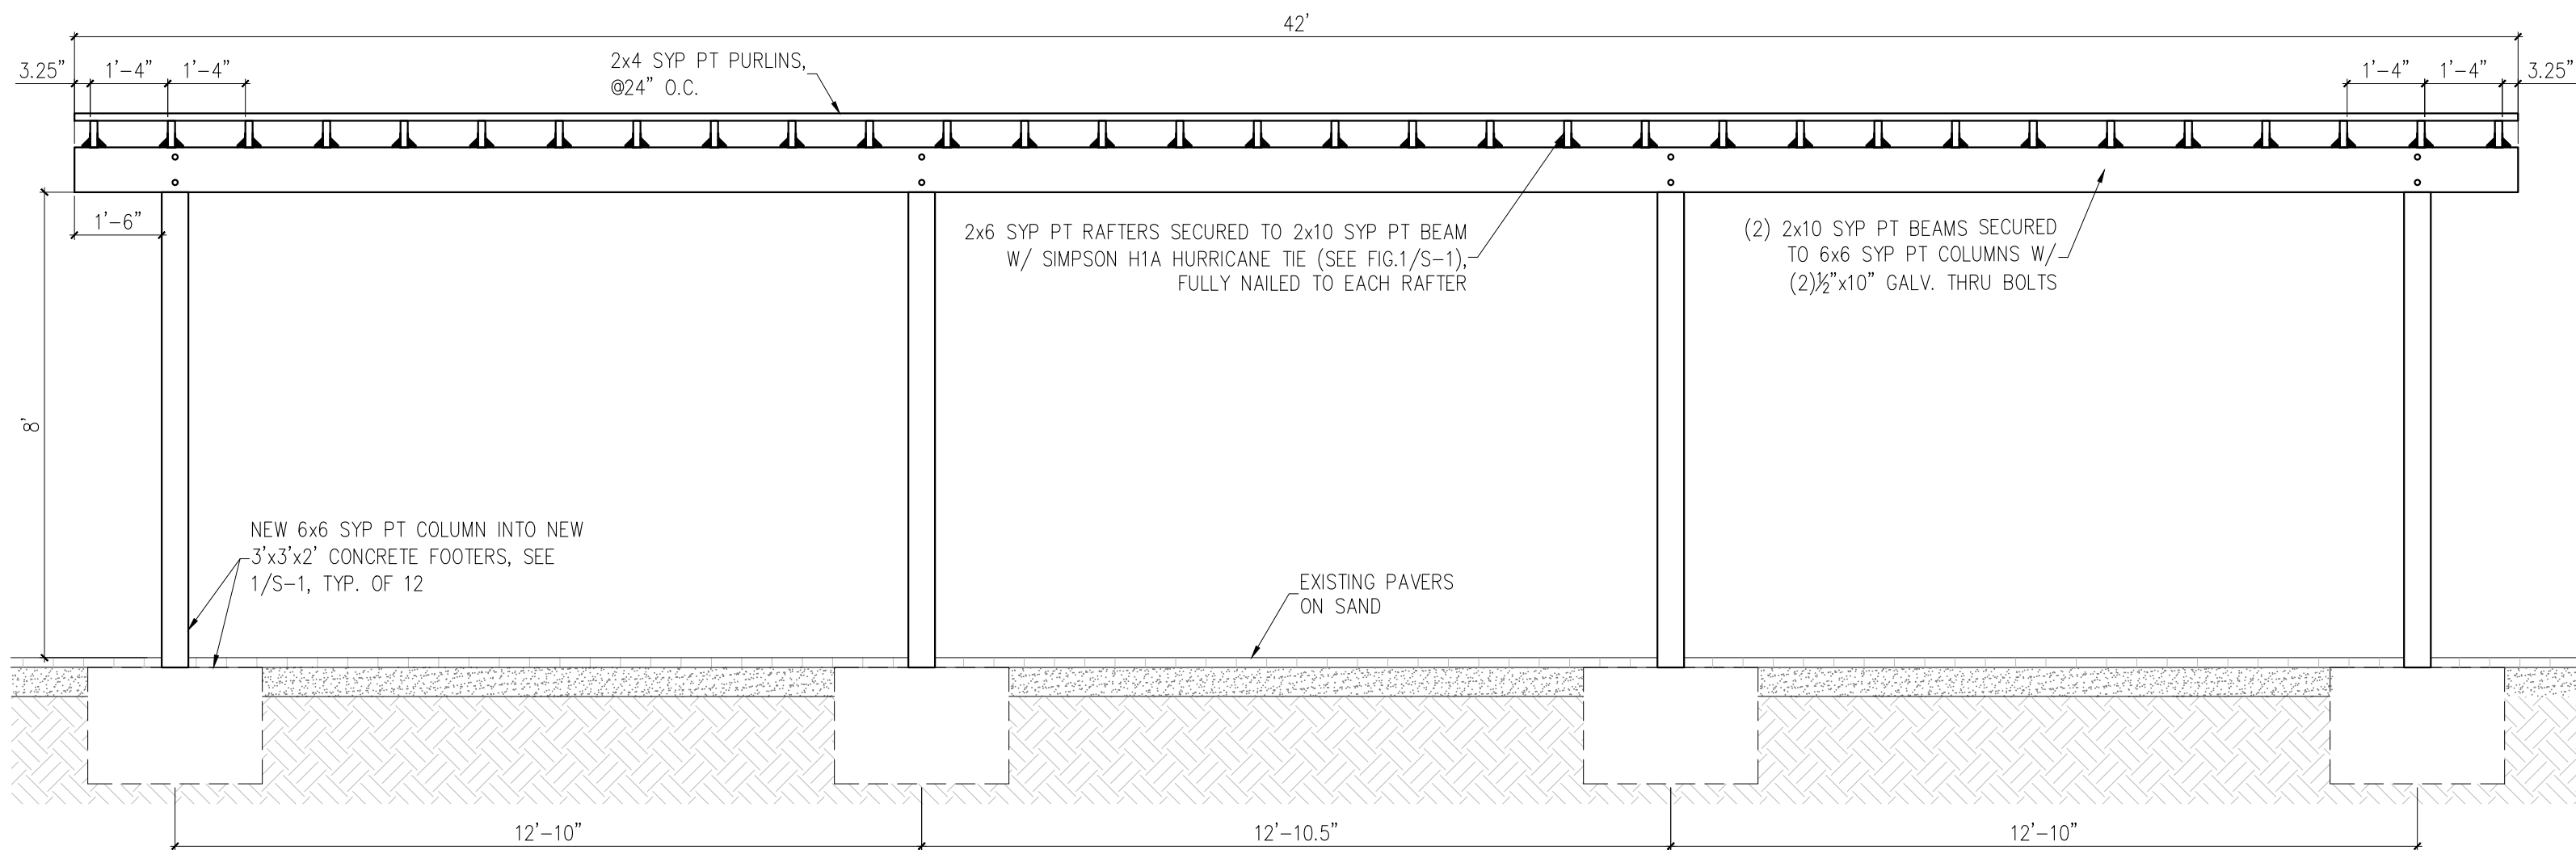 42'
3.25" 1'-4" 1'-4"
2x4 SYP PT PURLINS,
@24" O.C.
1'-4" 1'-4" 3.25"
1'-6"
2x6 SYP PT RAFTERS SECURED TO 2x10 SYP PT BEAM
W/ SIMPSON H1A HURRICANE TIE (SEE FIG.1/S-1),
FULLY NAILED TO EACH RAFTER
(2) 2x10 SYP PT BEAMS SECURED
TO 6x6 SYP PT COLUMNS W/
(2)½"x10" GALV. THRU BOLTS
8'
NEW 6x6 SYP PT COLUMN INTO NEW
3'x3'x2' CONCRETE FOOTERS, SEE
1/S-1, TYP. OF 12
EXISTING PAVERS
ON SAND
12'-10" 12'-10.5" 12'-10"